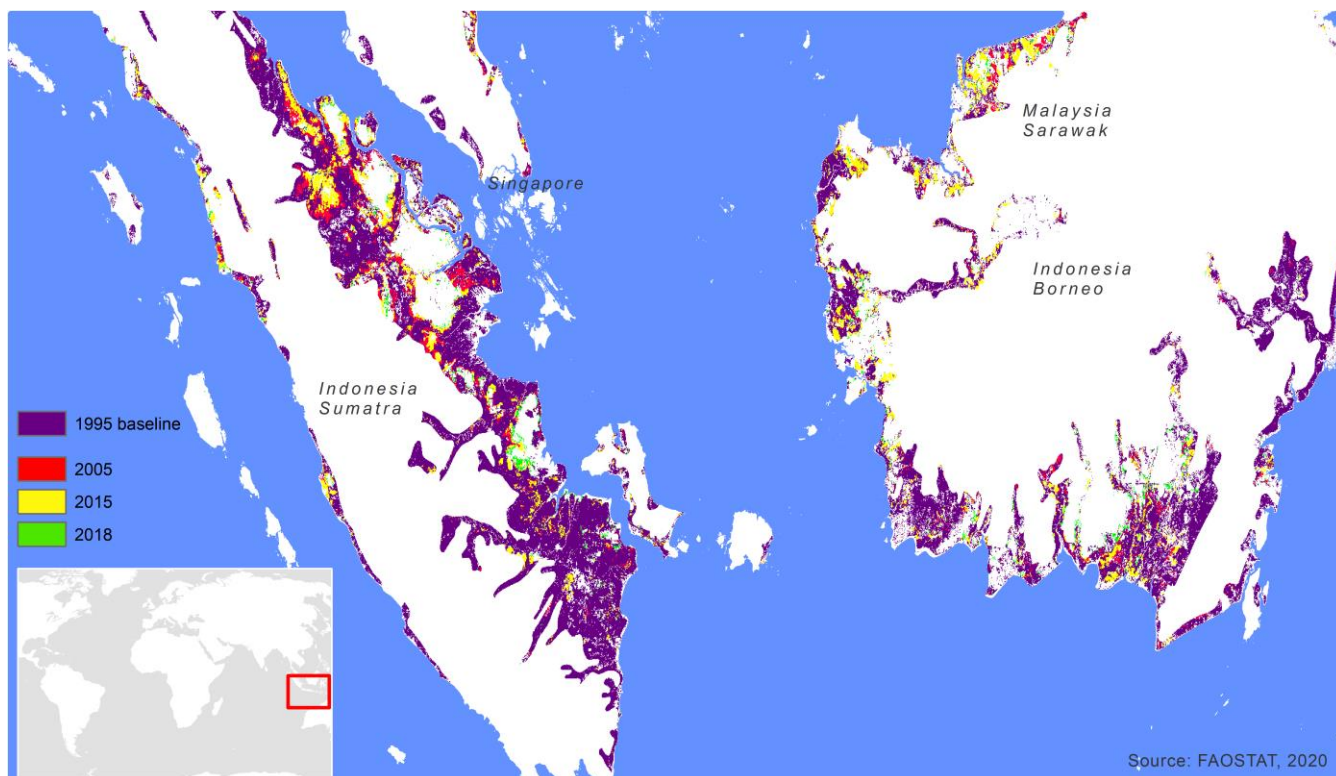 Malaysia
Sarawak
Singapore
Indonesia
Borneo
Indonesia
Sumatra
1995 baseline
2005
2015
2018
Source: FAOSTAT, 2020